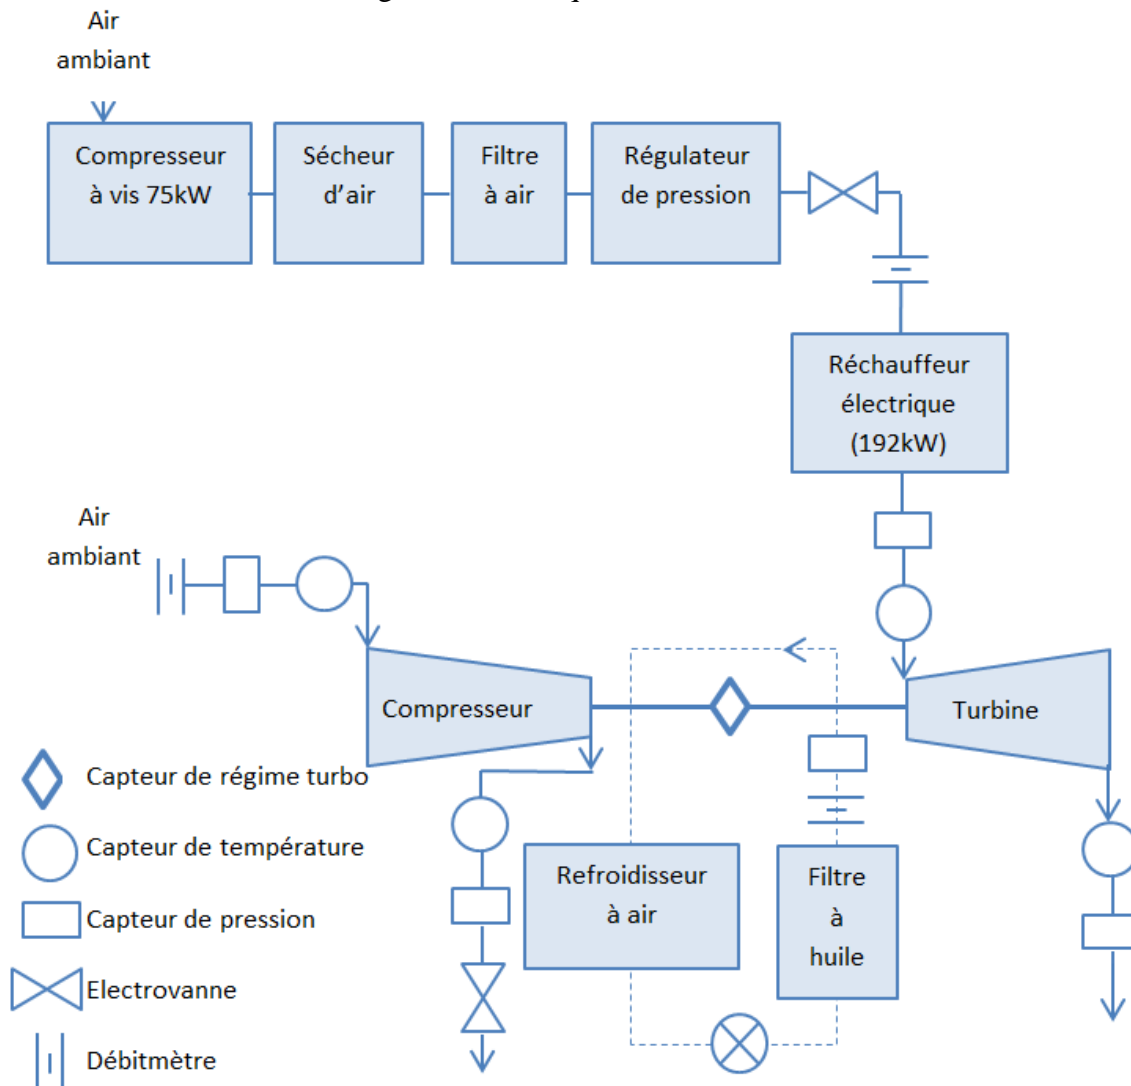 Air
ambiant
Compresseur
à vis 75kW
Sécheur
d’air
Filtre
à air
Régulateur
de pression
Réchauffeur
électrique
(192kW)
Air
ambiant
Compresseur
Turbine
Capteur de régime turbo
Capteur de température
Capteur de pression
Electrovanne
Débitmètre
Refroidisseur
à air
Filtre
à
huile